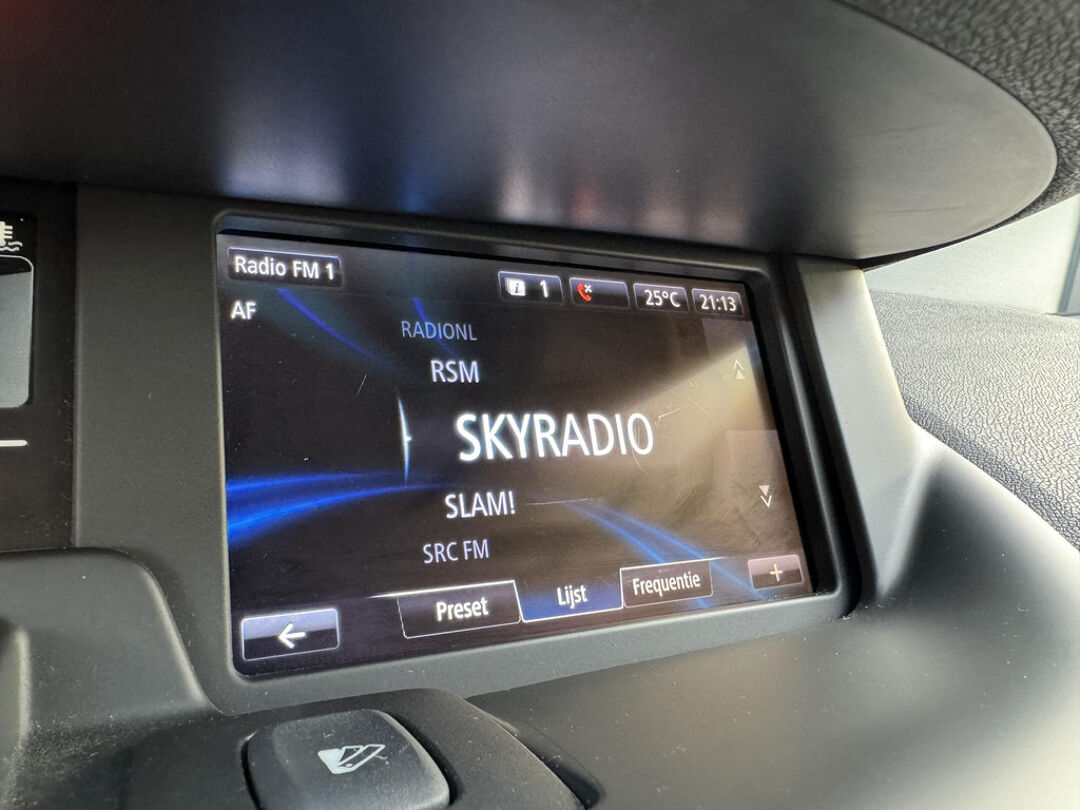 Radio FM 1
1
25°C
21:13
AF
RADIONL
RSM
SKYRADIO
SLAM!
SRC FM
Preset
Lijst
Frequentie
+